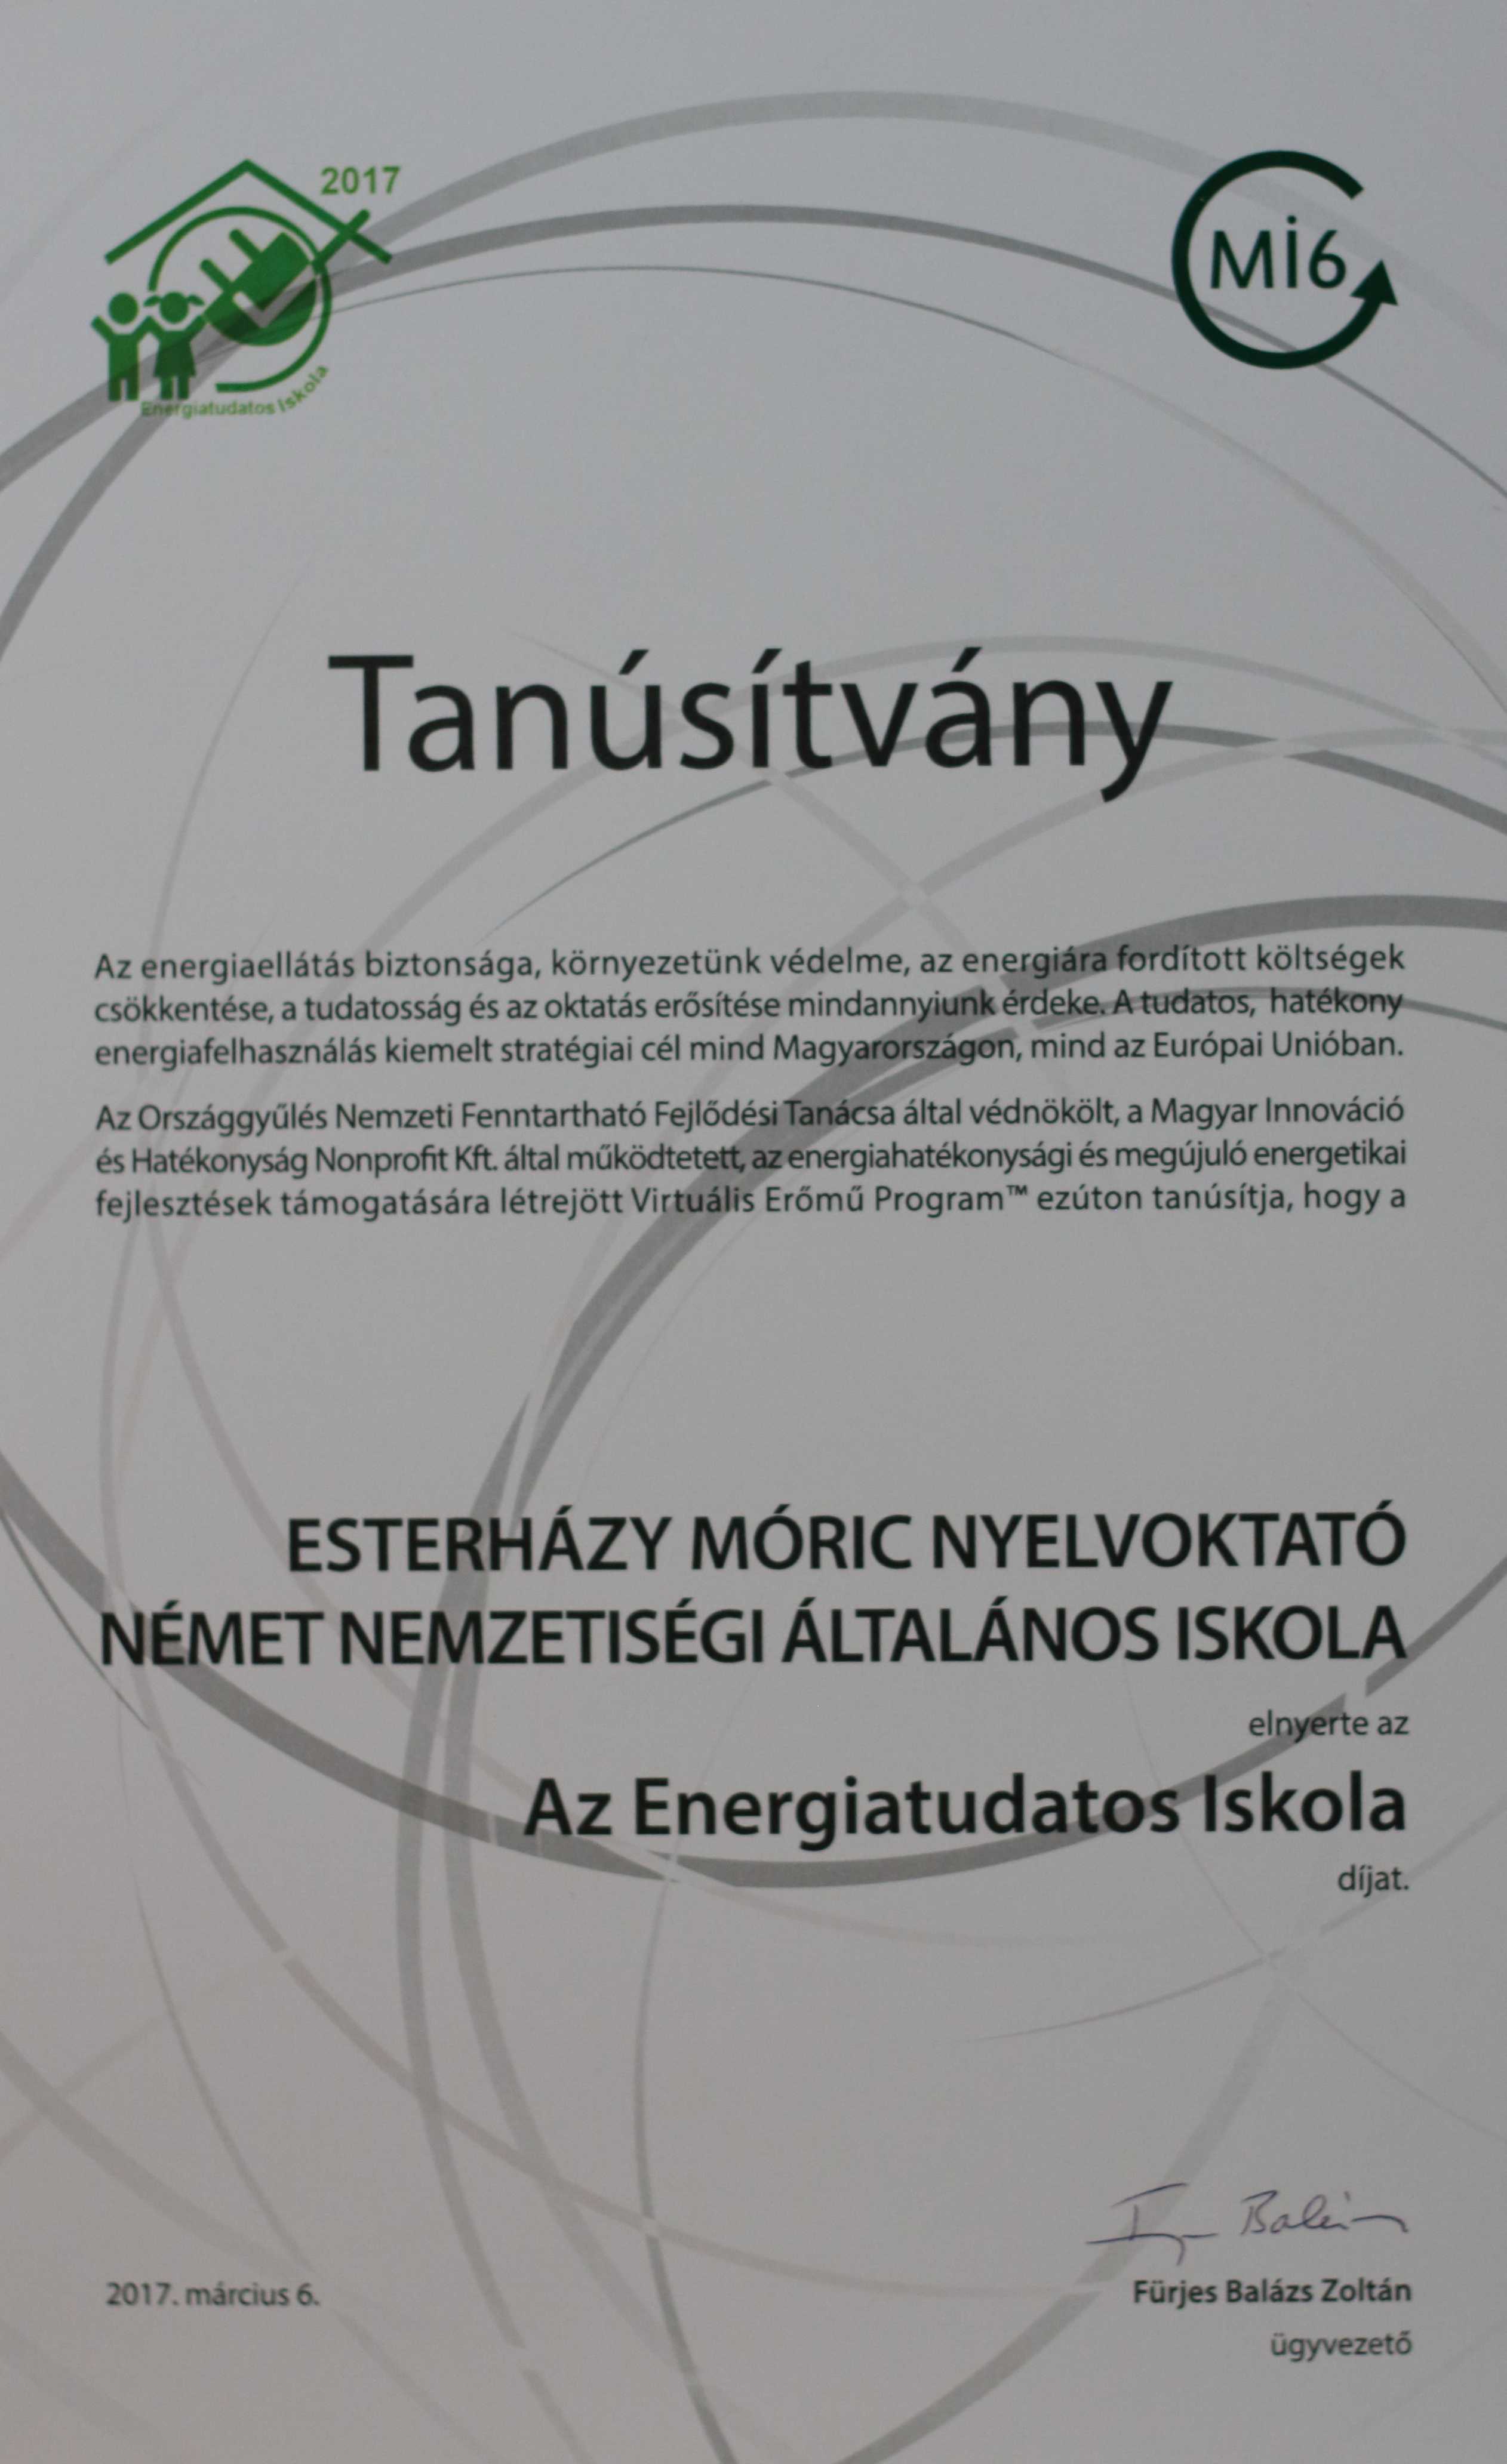 2017
Energiatudatos Iskola
Mi6
Tanúsítvány
Az energiaellátás biztonsága, környezetünk védelme, az energiára fordított költségek
csökkentése, a tudatosság és az oktatás erősítése mindannyiunk érdeke. A tudatos, hatékony
energiafelhasználás kiemelt stratégiai cél mind Magyarországon, mind az Európai Unióban.
Az Országgyűlés Nemzeti Fenntartható Fejlődési Tanácsa által védnökölt, a Magyar Innováció
és Hatékonyság Nonprofit Kft. által működtetett, az energiahatékonysági és megújuló energetikai
fejlesztések támogatására létrejött Virtuális Erőmű Program™ ezúton tanúsítja, hogy a
ESTERHÁZY MÓRIC NYELVOKTATÓ
NÉMET NEMZETISÉGI ÁLTALÁNOS ISKOLA
elnyerte az
Az Energiatudatos Iskola
díjat.
2017. március 6.
Fürjes Balázs Zoltán
ügyvezető